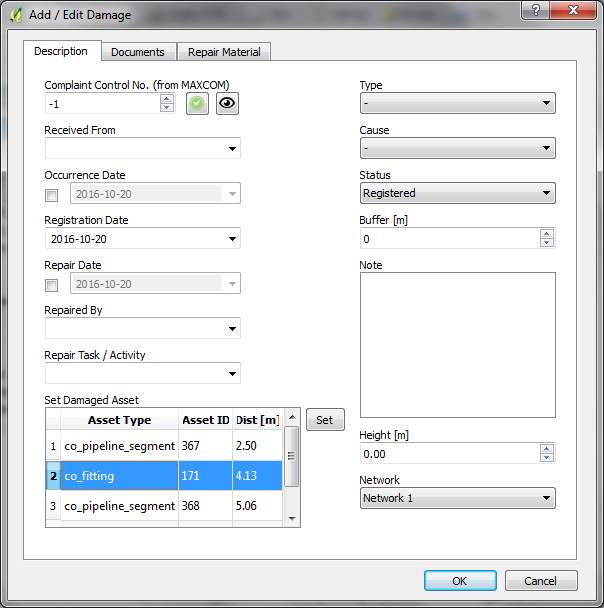 Add / Edit Damage
Description Documents Repair Material
Complaint Control No. (from MAXCOM)
-1
Received From
Occurrence Date
2016-10-20
Registration Date
2016-10-20
Repair Date
2016-10-20
Repaired By
Repair Task / Activity
Set Damaged Asset
Asset Type Asset ID Dist [m]
1 co_pipeline_segment 367 2.50
2 co_fitting 171 4.13
3 co_pipeline_segment 368 5.06
Set
Type
-
Cause
-
Status
Registered
Buffer [m]
0
Note
Height [m]
0.00
Network
Network 1
OK Cancel